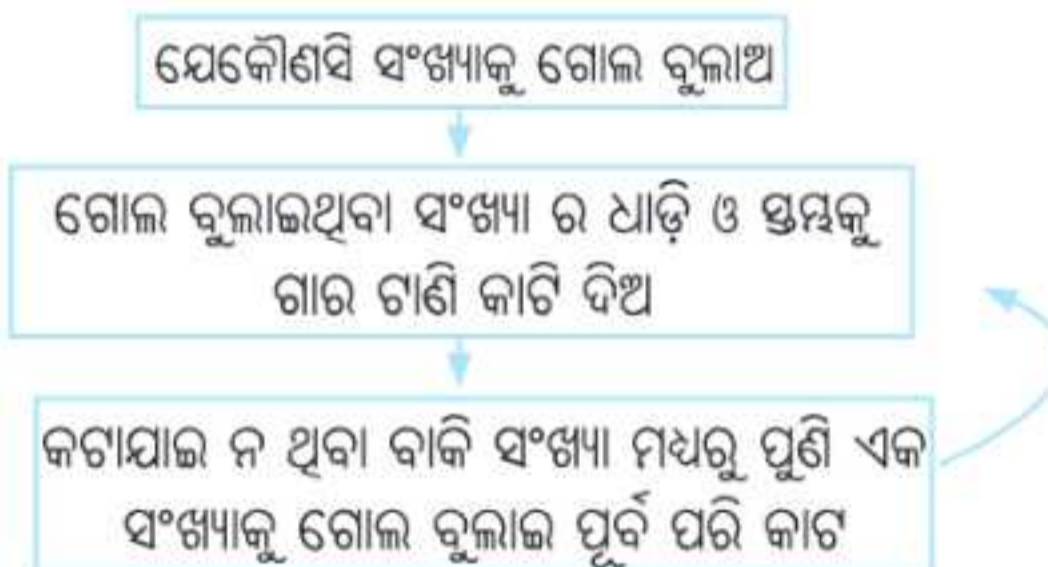 ଯେକୌଣସି ସଂଖ୍ୟାକୁ ଗୋଲ ବୁଲାଅ
ଗୋଲ ବୁଲାଇଥିବା ସଂଖ୍ୟା ର ଧାଡ଼ି ଓ ସ୍ତମ୍ଭକୁ
ଗାର ଟାଣି କାଟି ଦିଅ
କଟାଯାଇ ନ ଥିବା ବାକି ସଂଖ୍ୟା ମଧ୍ୟରୁ ପୁଣି ଏକ
ସଂଖ୍ୟାକୁ ଗୋଲ ବୁଲାଇ ପୂର୍ବ ପରି କାଟ